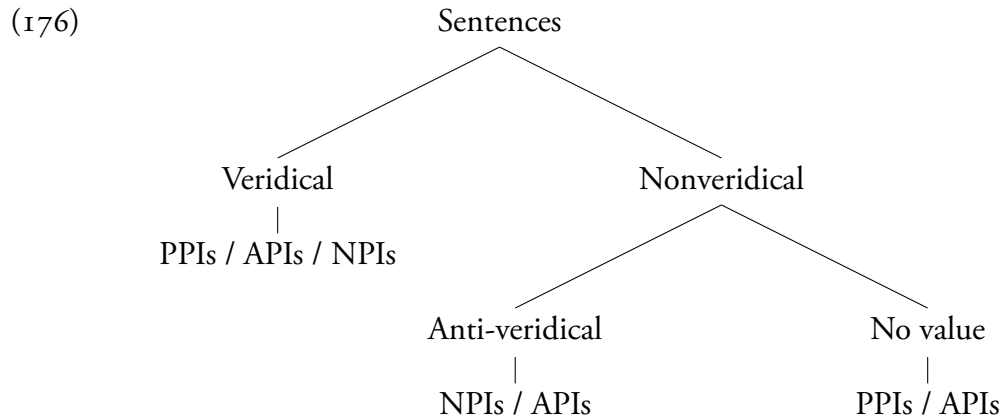 (176) Sentences
Veridical Nonveridical
PPIs / APIs / NPIs
Anti-veridical No value
NPIs / APIs PPIs / APIs